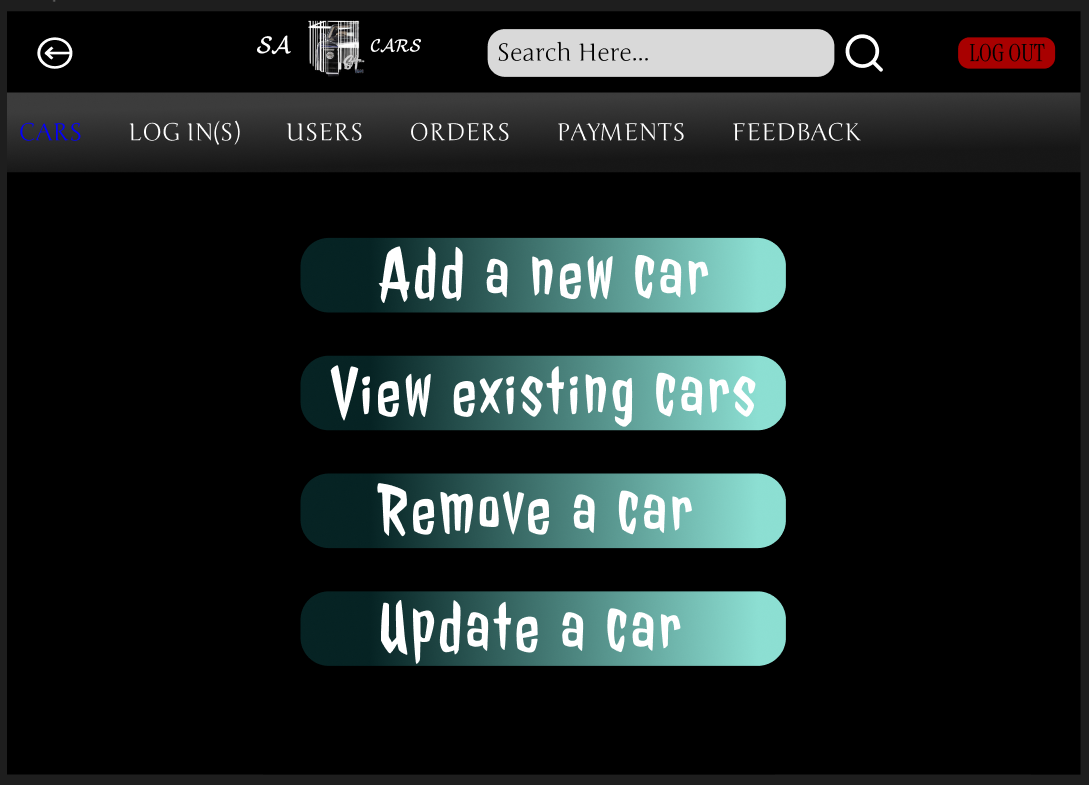 SA CARS Search Here... LOG OUT
CARS LOG IN(S) USERS ORDERS PAYMENTS FEEDBACK
Add a new car
View existing cars
Remove a car
Update a car